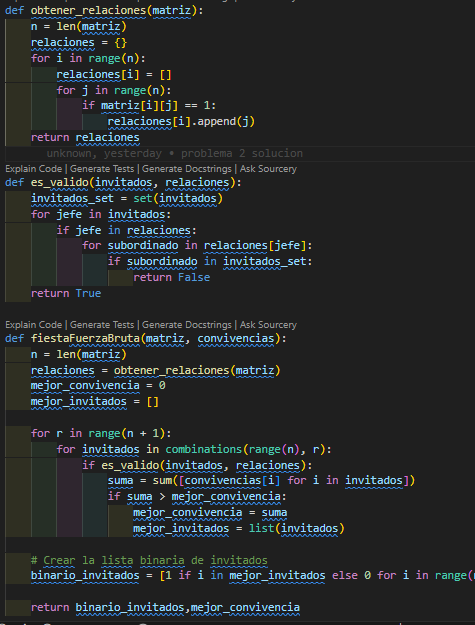 def obtener_relaciones(matriz):
    n = len(matriz)
    relaciones = {}
    for i in range(n):
        relaciones[i] = []
        for j in range(n):
            if matriz[i][j] == 1:
                relaciones[i].append(j)
    return relaciones
unknown, yesterday • problema 2 solucion
Explain Code | Generate Tests | Generate Docstrings | Ask Sourcery
def es_valido(invitados, relaciones):
    invitados_set = set(invitados)
    for jefe in invitados:
        if jefe in relaciones:
            for subordinado in relaciones[jefe]:
                if subordinado in invitados_set:
                    return False
    return True
Explain Code | Generate Tests | Generate Docstrings | Ask Sourcery
def fiestaFuerzaBruta(matriz, convivencias):
    n = len(matriz)
    relaciones = obtener_relaciones(matriz)
    mejor_convivencia = 0
    mejor_invitados = []
    for r in range(n + 1):
        for invitados in combinations(range(n), r):
            if es_valido(invitados, relaciones):
                suma = sum([convivencias[i] for i in invitados])
                if suma > mejor_convivencia:
                    mejor_convivencia = suma
                    mejor_invitados = list(invitados)
    # Crear la lista binaria de invitados
    binario_invitados = [1 if i in mejor_invitados else 0 for i in range(
    return binario_invitados,mejor_convivencia